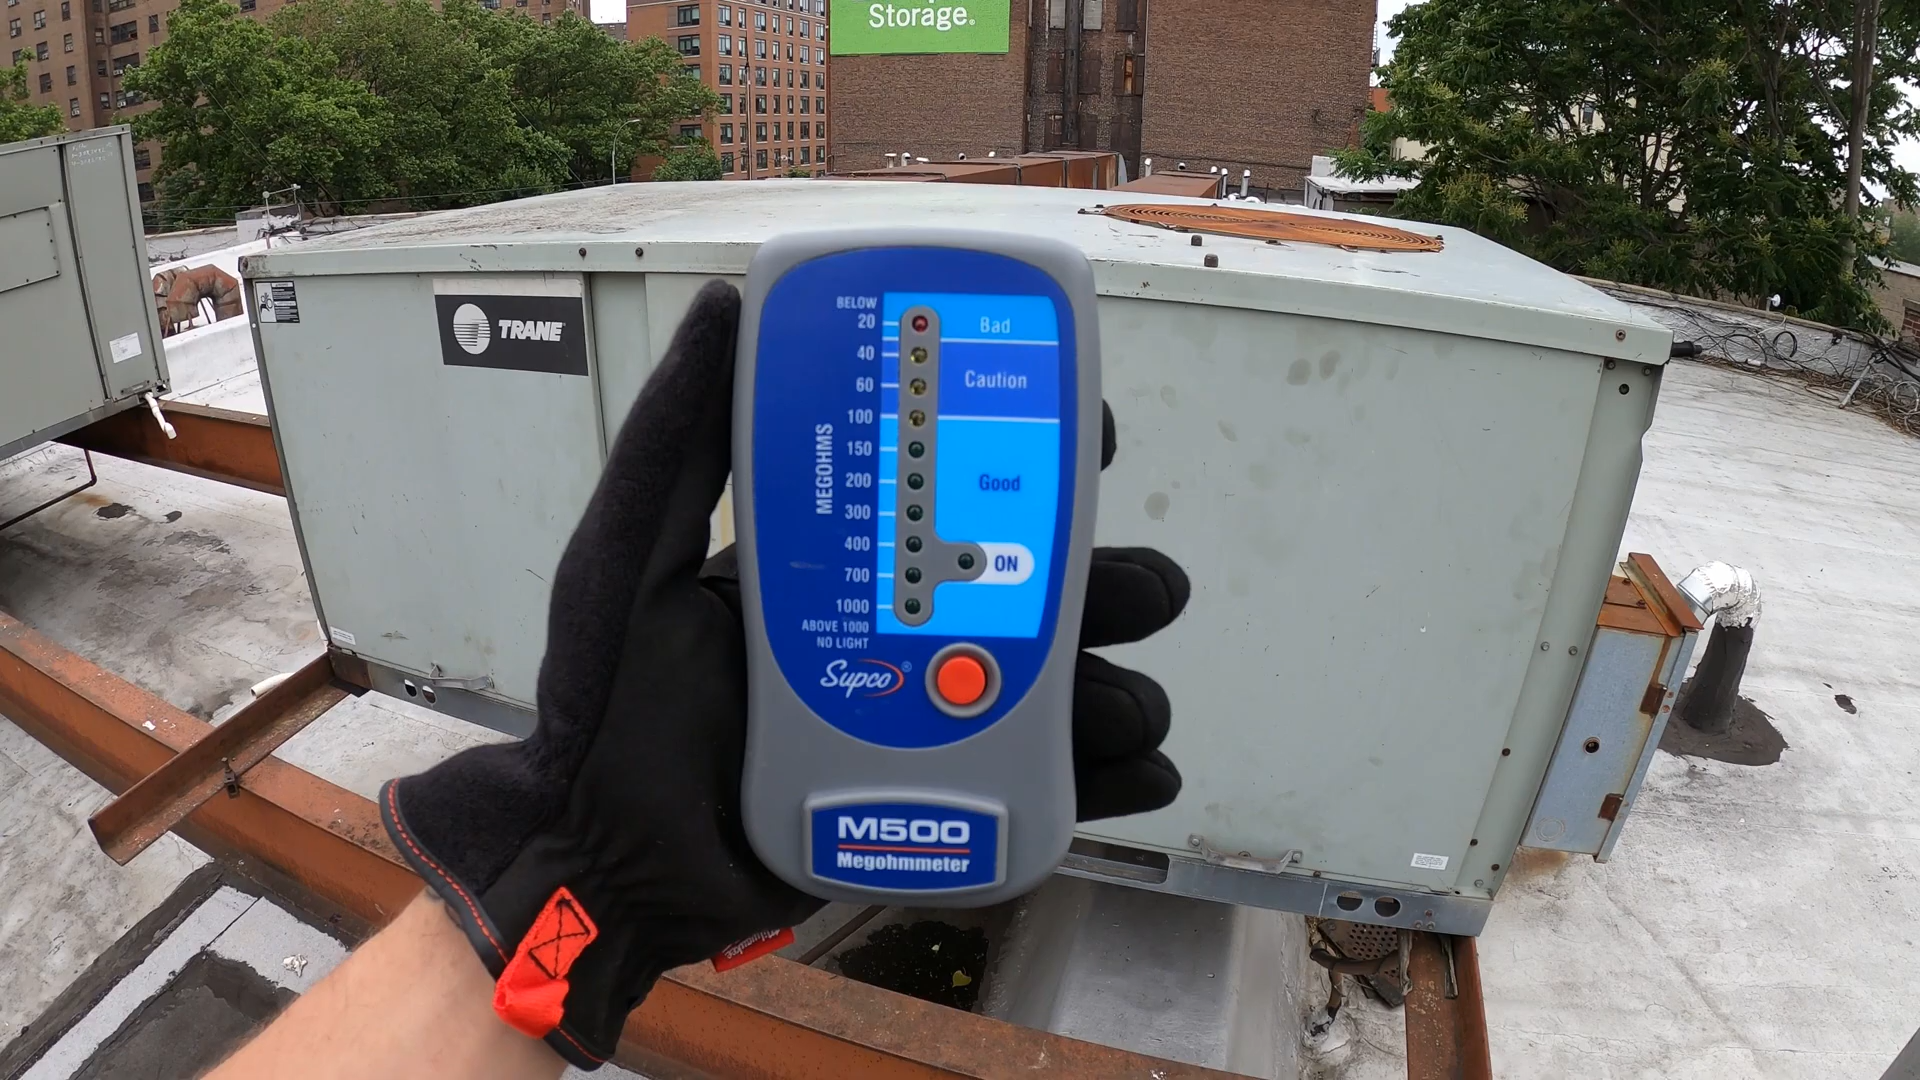 Storage.
TRANE
BELOW
20
Bad
40
Caution
60
100
150
200
Good
300
400
ON
700
1000
ABOVE 1000
NO LIGHT
MEGOHMS
Supco®
M500
Megohmmeter
Milwaukee